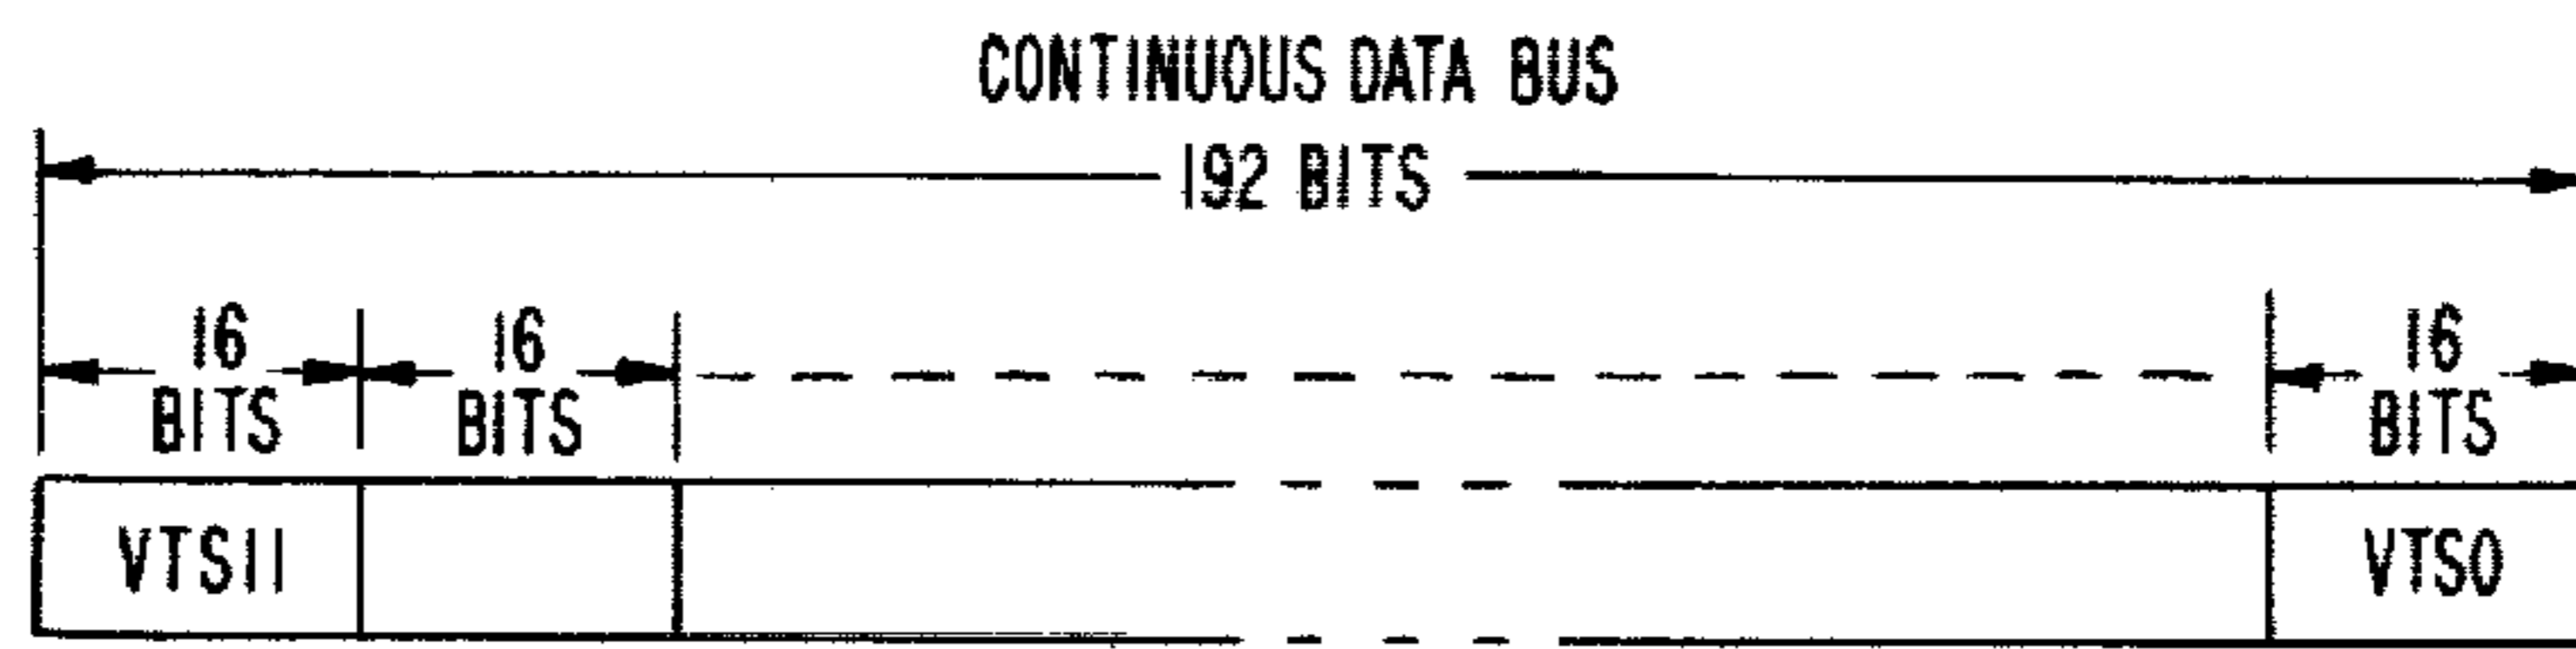 CONTINUOUS DATA BUS
192 BITS
16 BITS
16 BITS
16 BITS
VTS11
VTS0